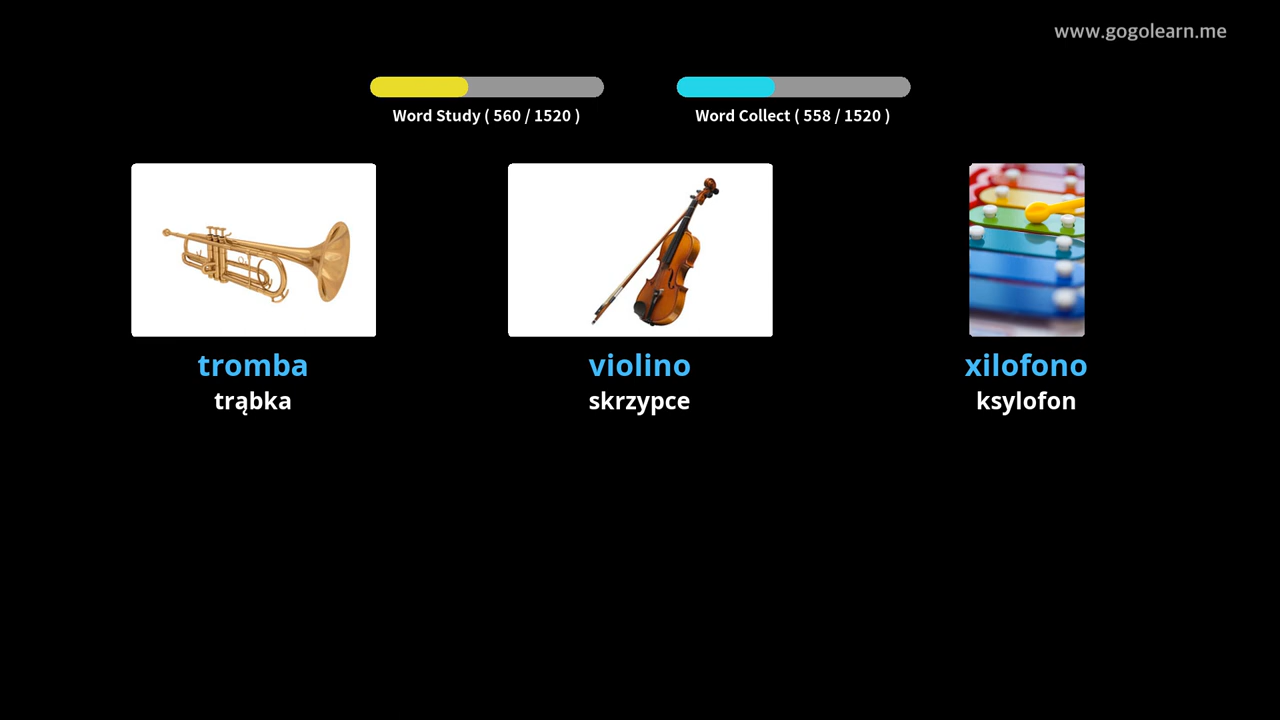 www.gogolearn.me
Word Study ( 560 / 1520 )
Word Collect ( 558 / 1520 )
tromba
trąbka
violino
skrzypce
xilofono
ksylofon